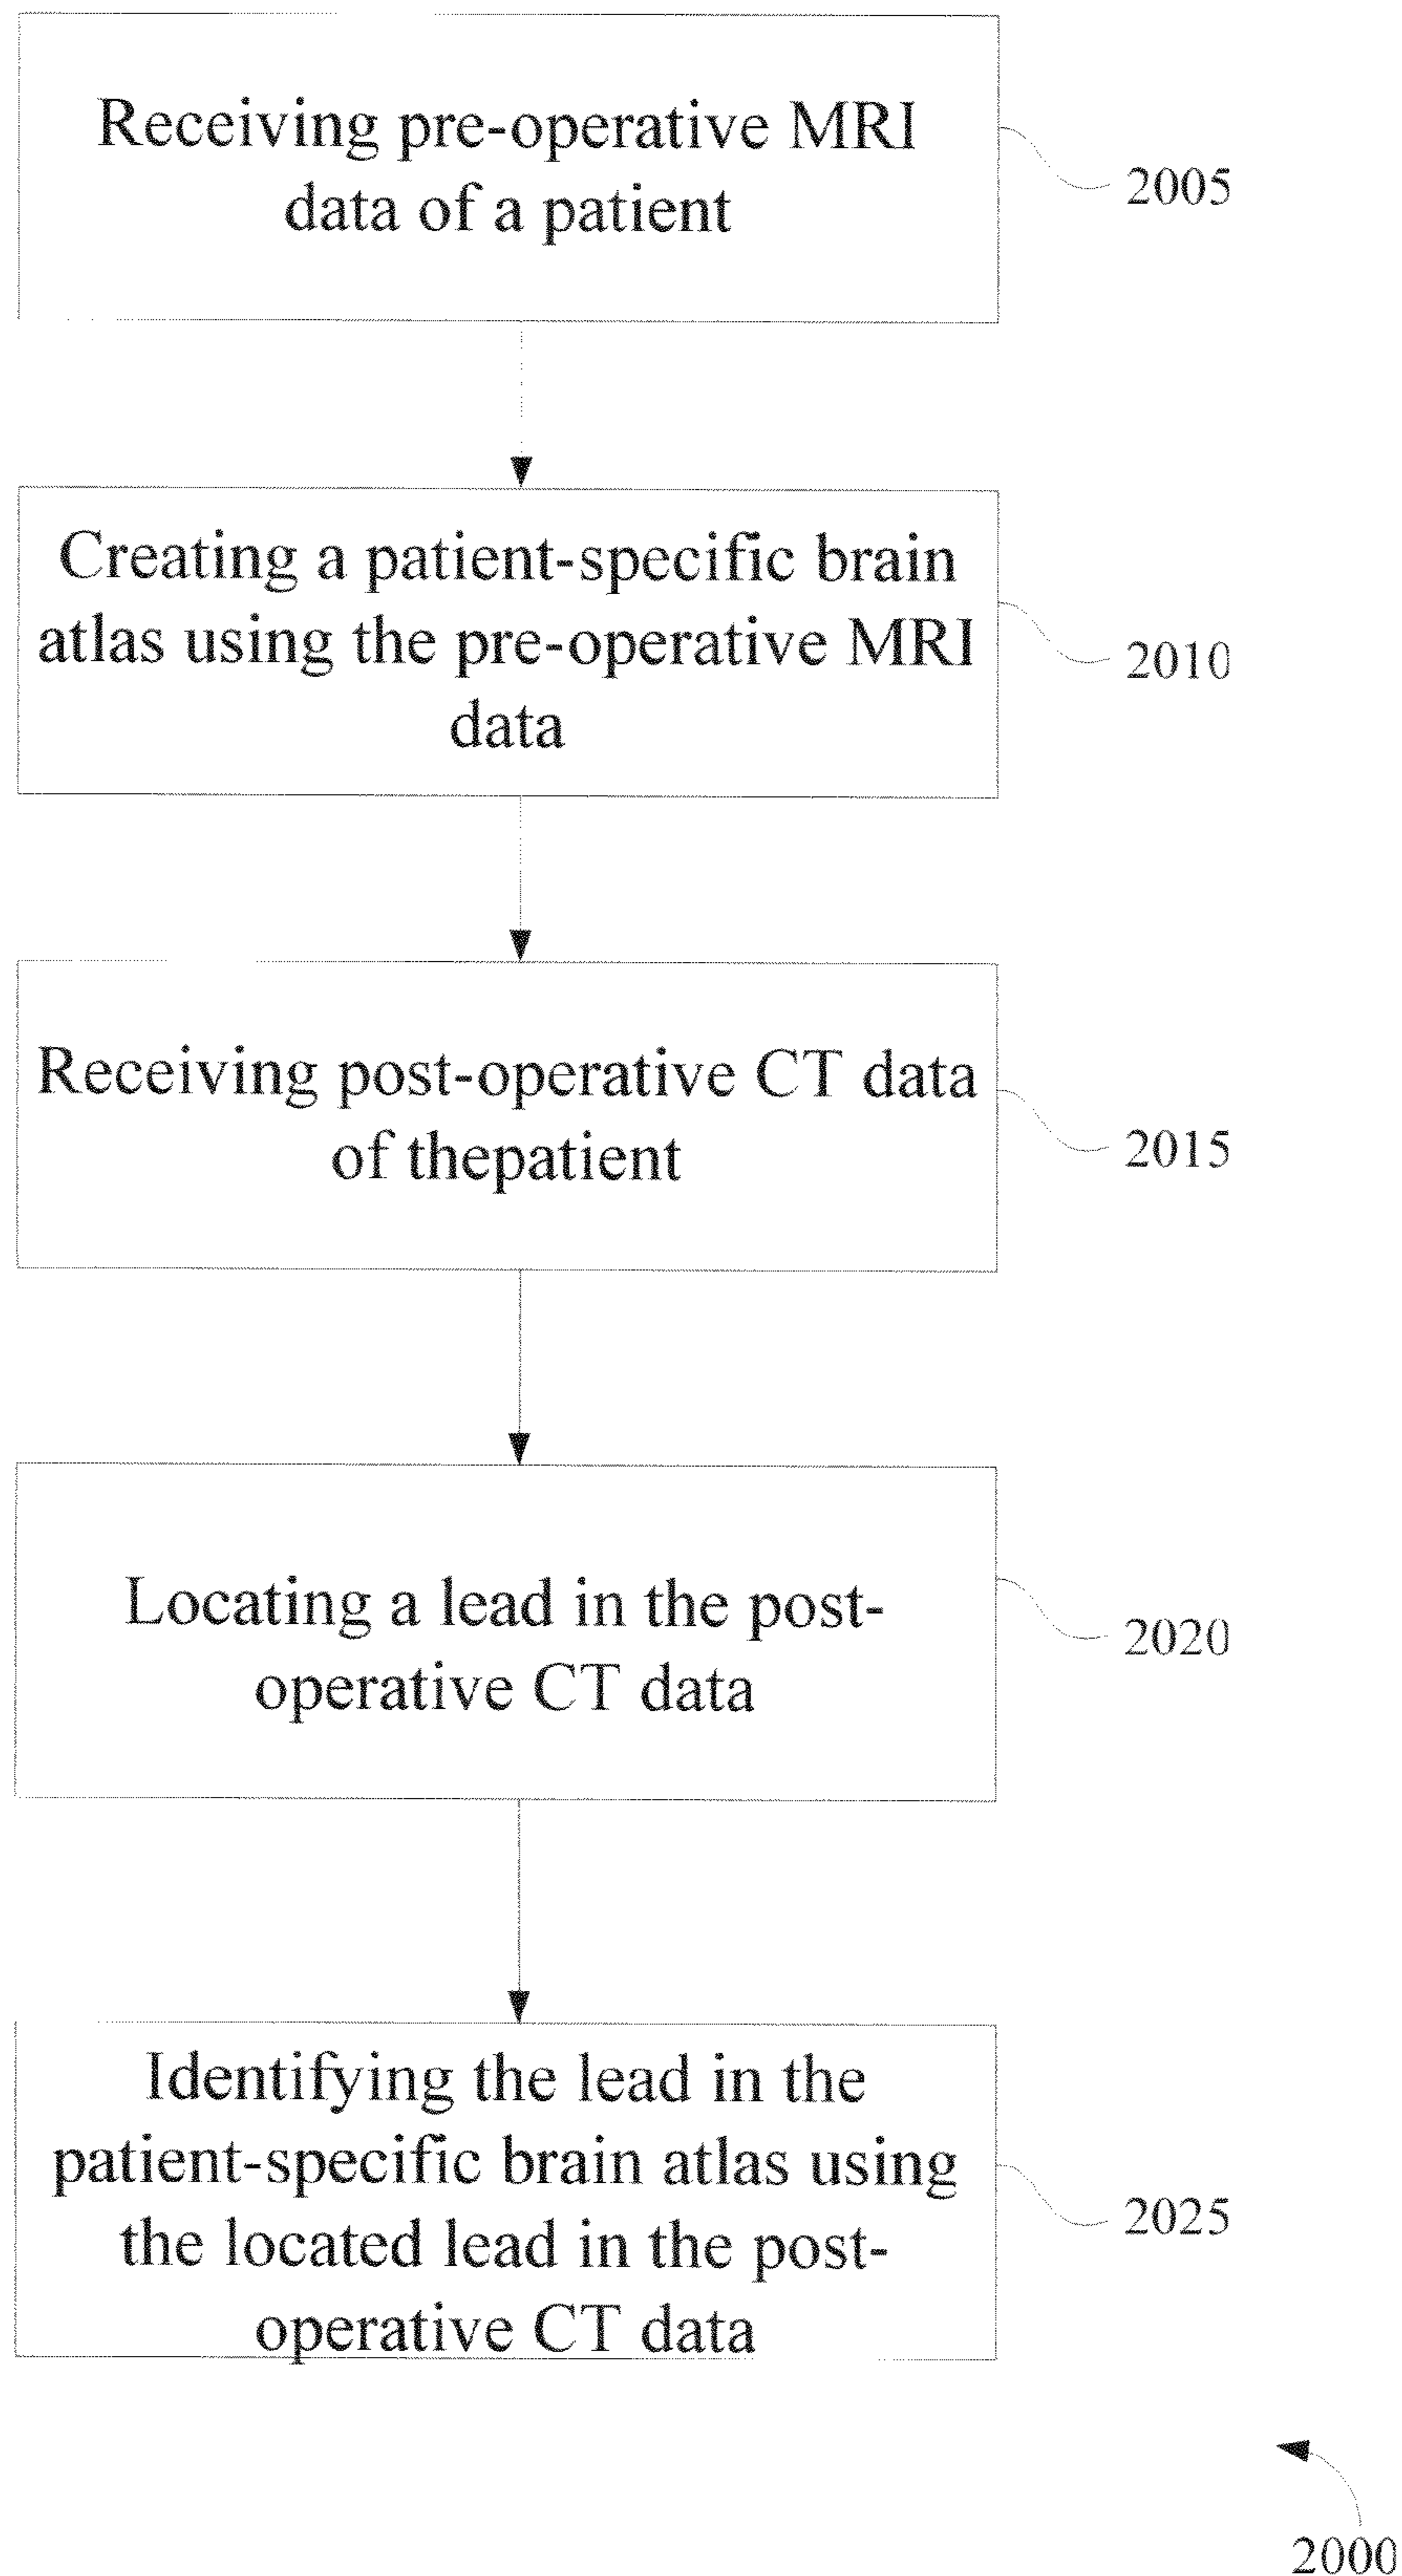 Receiving pre-operative MRI
data of a patient
2005
Creating a patient-specific brain
atlas using the pre-operative MRI
data
2010
Receiving post-operative CT data
of thepatient
2015
Locating a lead in the post-
operative CT data
2020
Identifying the lead in the
patient-specific brain atlas using
the located lead in the post-
operative CT data
2025
2000